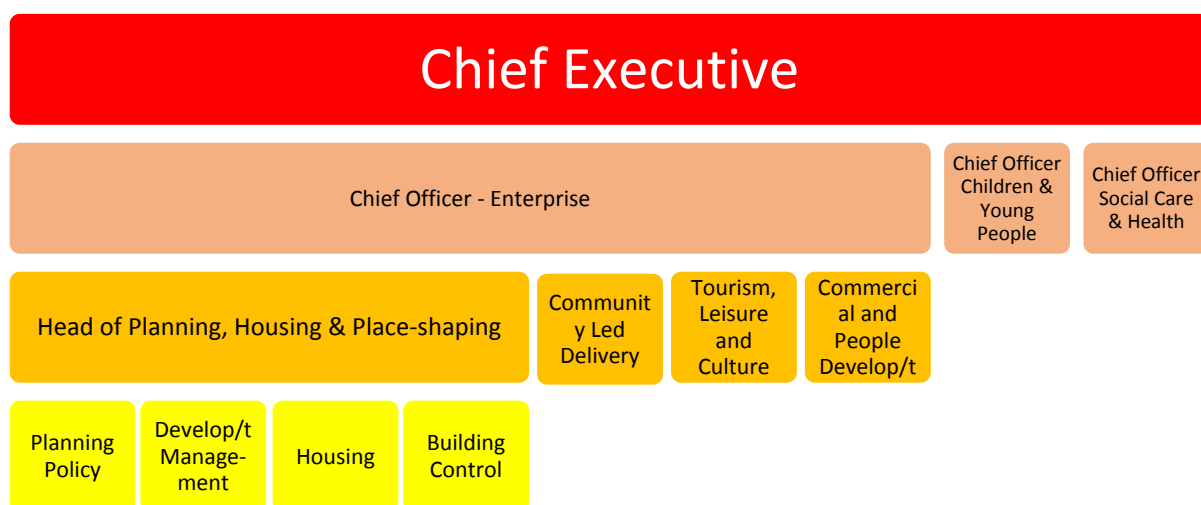 Chief Executive
Chief Officer - Enterprise
Chief Officer
Children &
Young
People
Chief Officer
Social Care
& Health
Head of Planning, Housing & Place-shaping
Communit
y Led
Delivery
Tourism,
Leisure
and
Culture
Commerci
al and
People
Develop/t
Planning
Policy
Develop/t
Manage-
ment
Housing
Building
Control